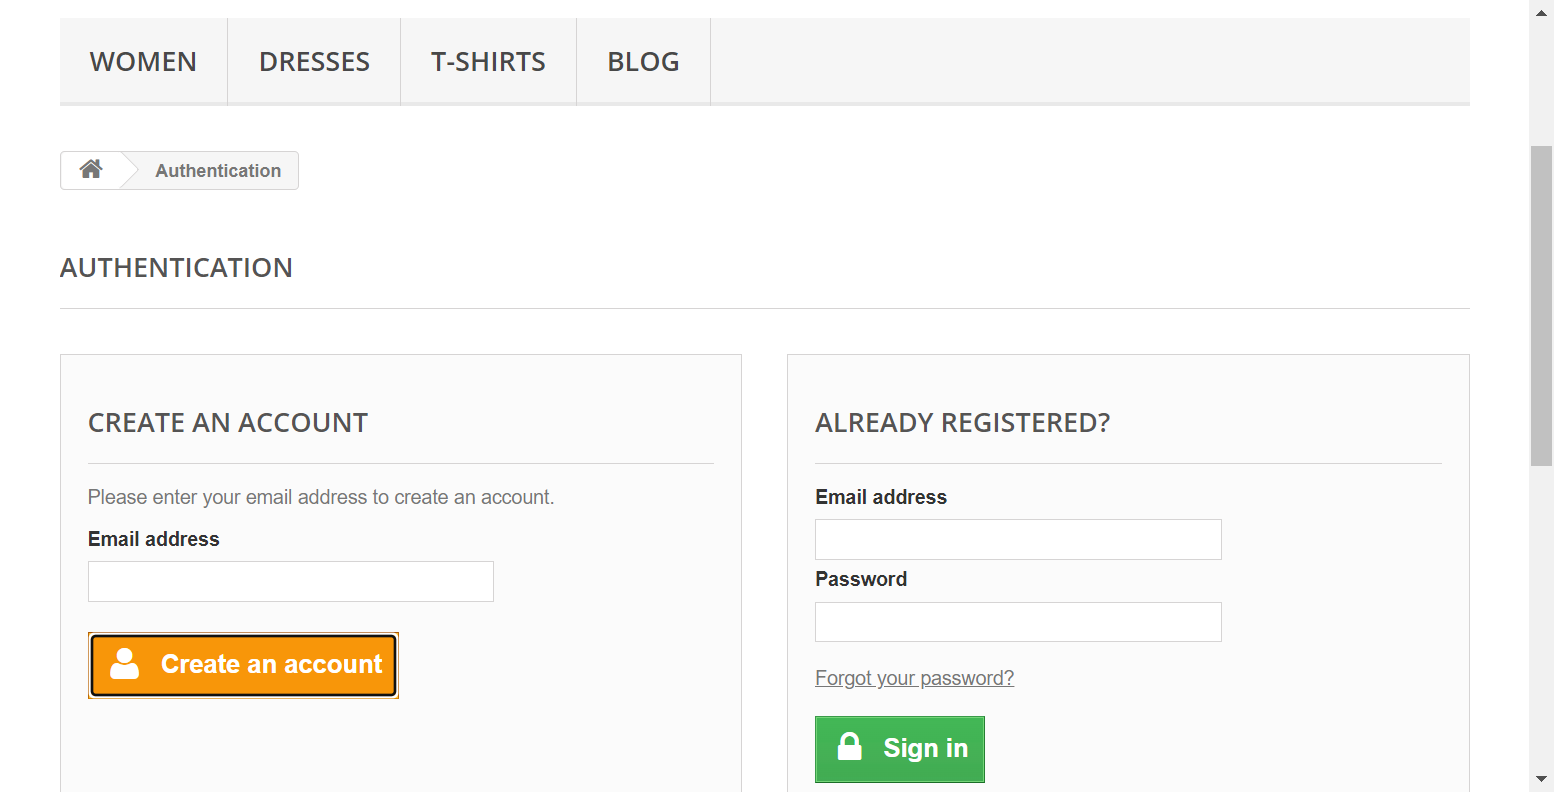 WOMEN DRESSES T-SHIRTS BLOG
Authentication
AUTHENTICATION
CREATE AN ACCOUNT
Please enter your email address to create an account.
Email address
Create an account
ALREADY REGISTERED?
Email address
Password
Forgot your password?
Sign in